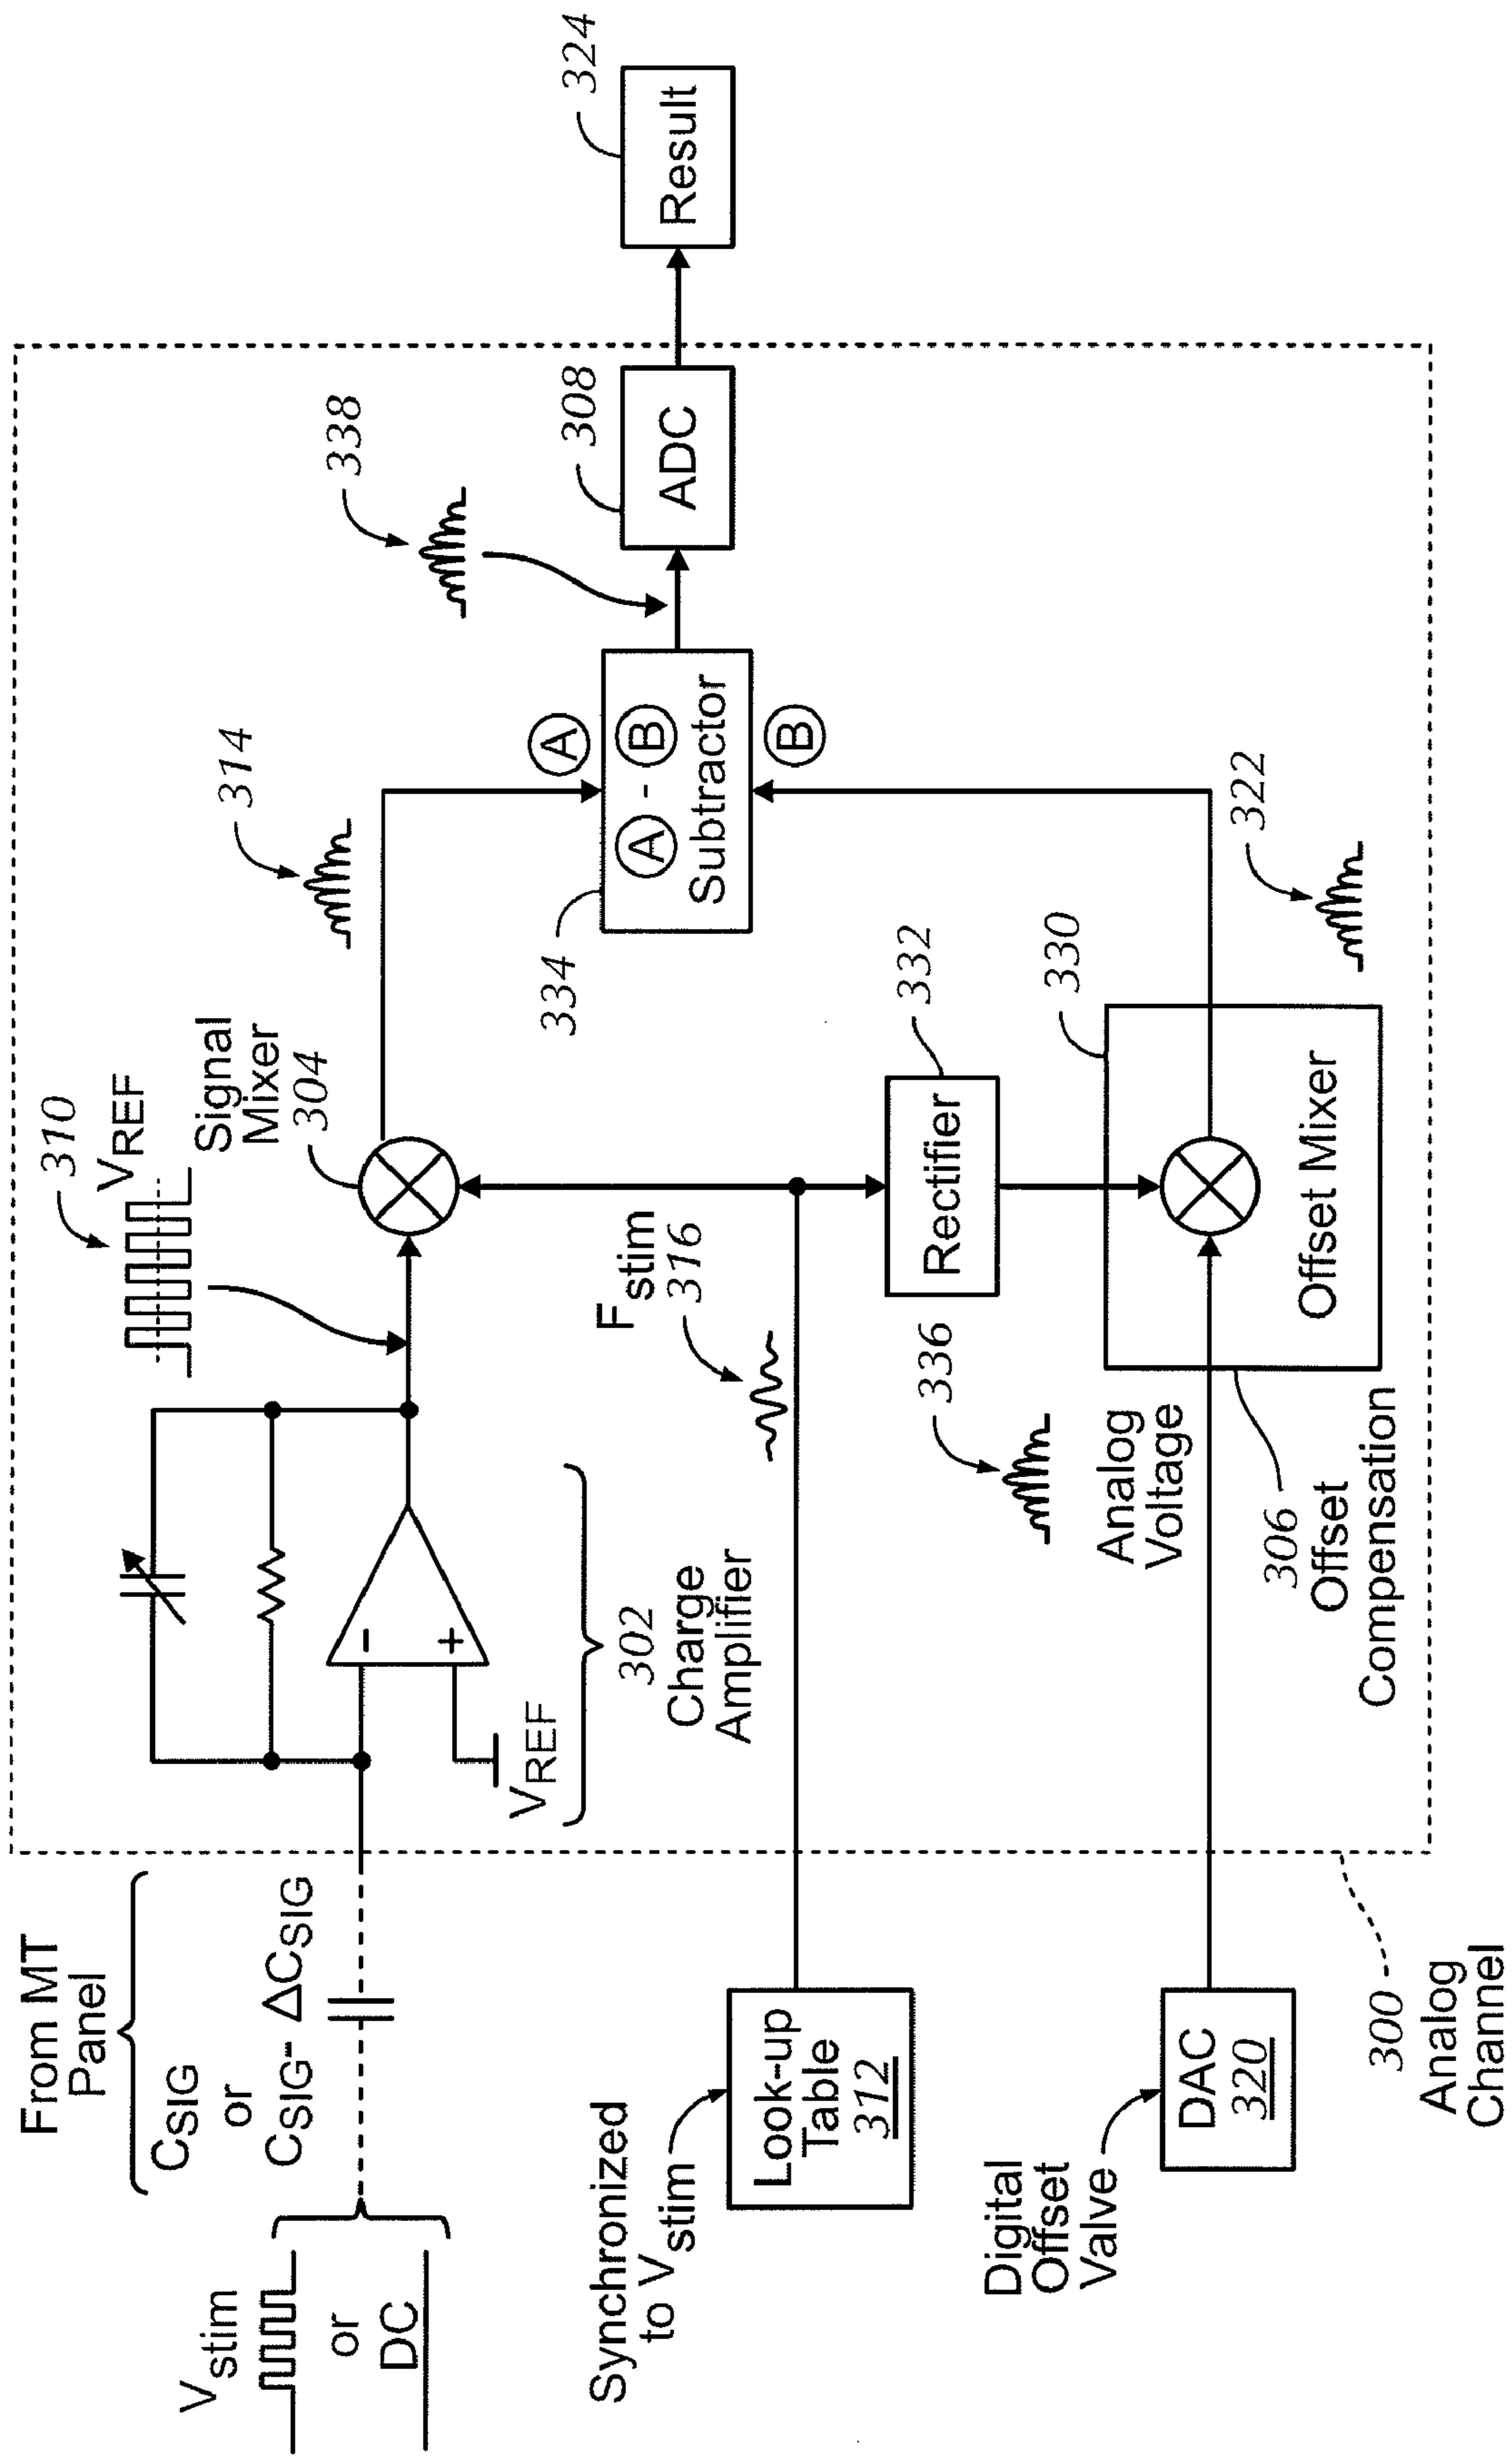 From MT
Panel
CSIG
or
CSIG- ΔCSIG
Vstim
or
DC
310
VREF
Signal
Mixer
304
314
338
VREF
302
Charge
Amplifier
A
A - B
Subtractor
B
334
ADC
308
Result
324
Fstim
316
Synchronized
to Vstim
Look-up
Table
312
Rectifier
332
336
330
322
Analog
Voltage
Offset Mixer
306
Offset
Compensation
Digital
Offset
Valve
DAC
320
300
Analog
Channel